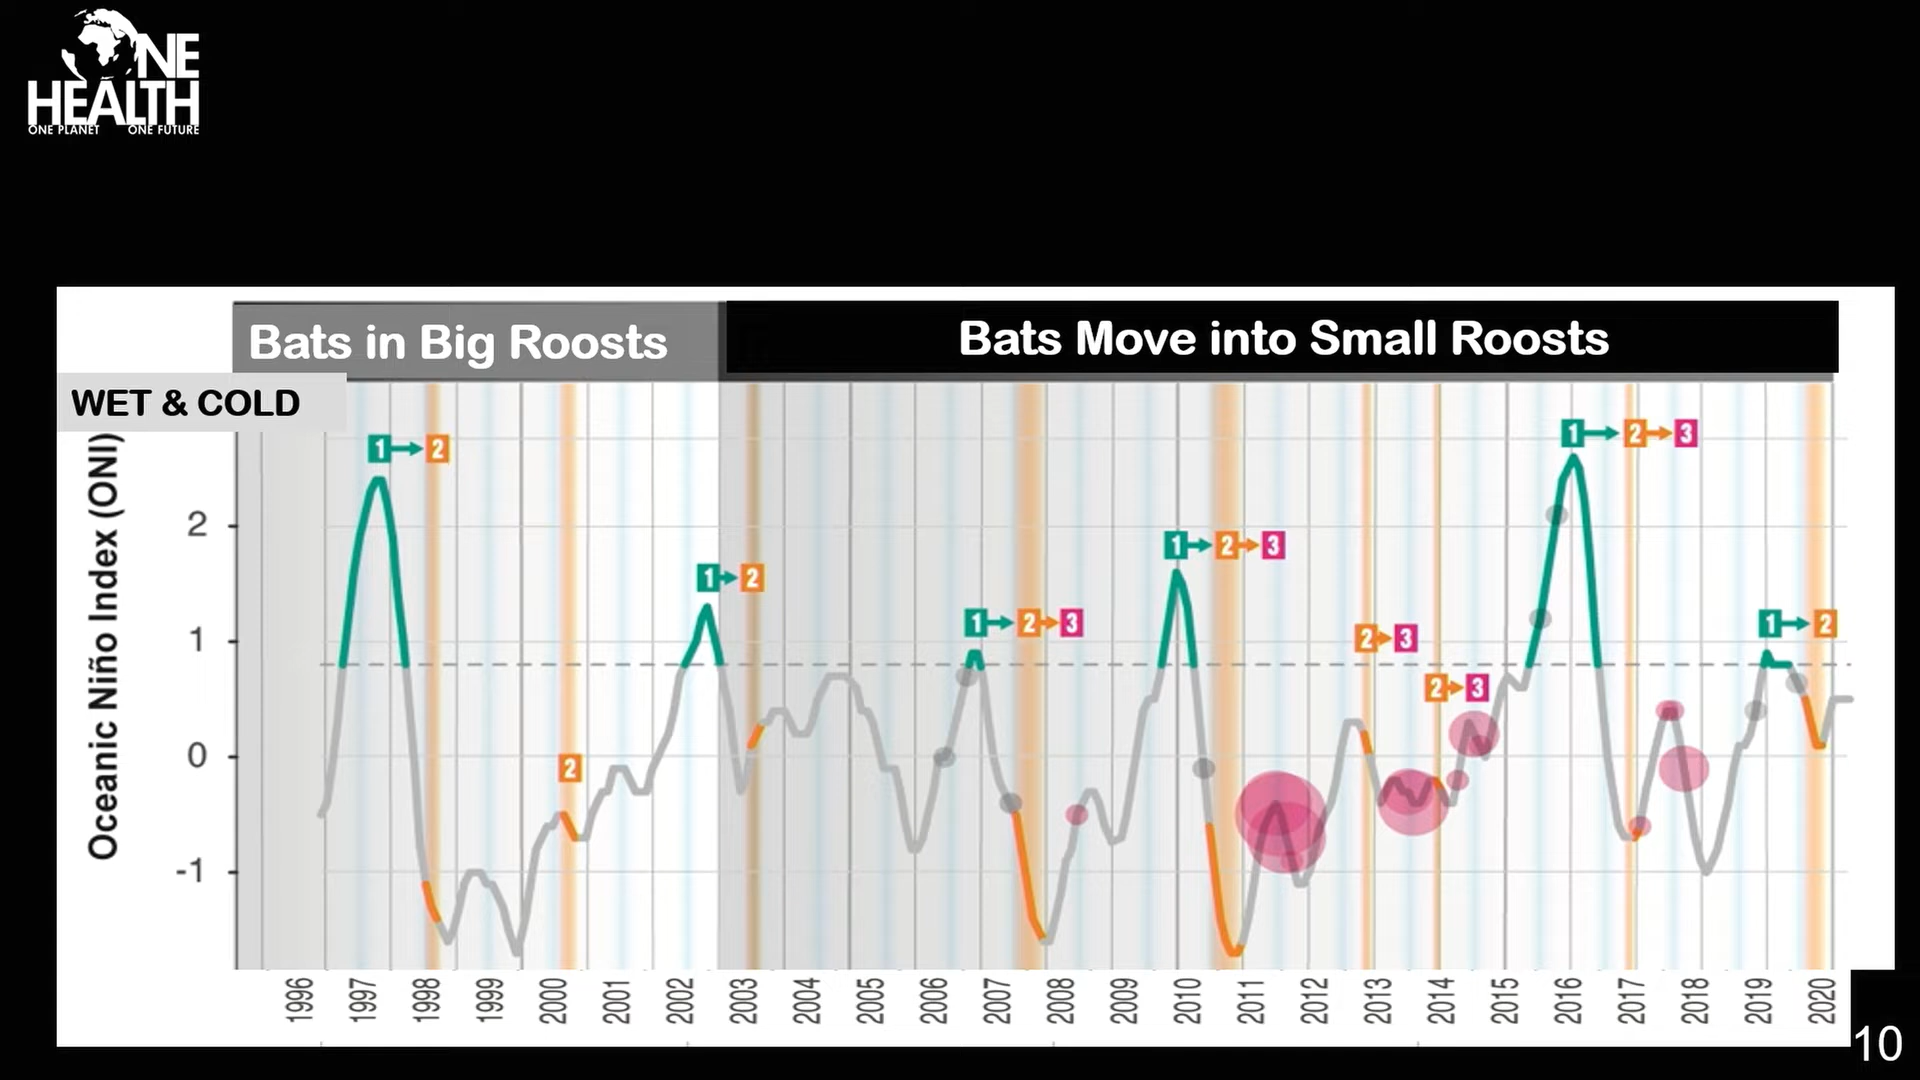 ONE
HEALTH
ONE PLANET ONE FUTURE
Bats in Big Roosts
Bats Move into Small Roosts
WET & COLD
Oceanic Niño Index (ONI)
2
1
0
-1
1 2
2
1 2
1 2 3
1 2 3
2 3
2 3
1 2 3
1 2
1996 1997 1998 1999 2000 2001 2002 2003 2004 2005 2006 2007 2008 2009 2010 2011 2012 2013 2014 2015 2016 2017 2018 2019 2020
10